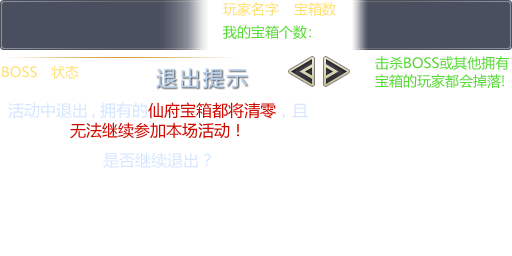 玩家名字 宝箱数
我的宝箱个数:
击杀BOSS或其他拥有
宝箱的玩家都会掉落!
BOSS 状态
退出提示
活动中退出，拥有的仙府宝箱都将清零，且
无法继续参加本场活动！
是否继续退出？